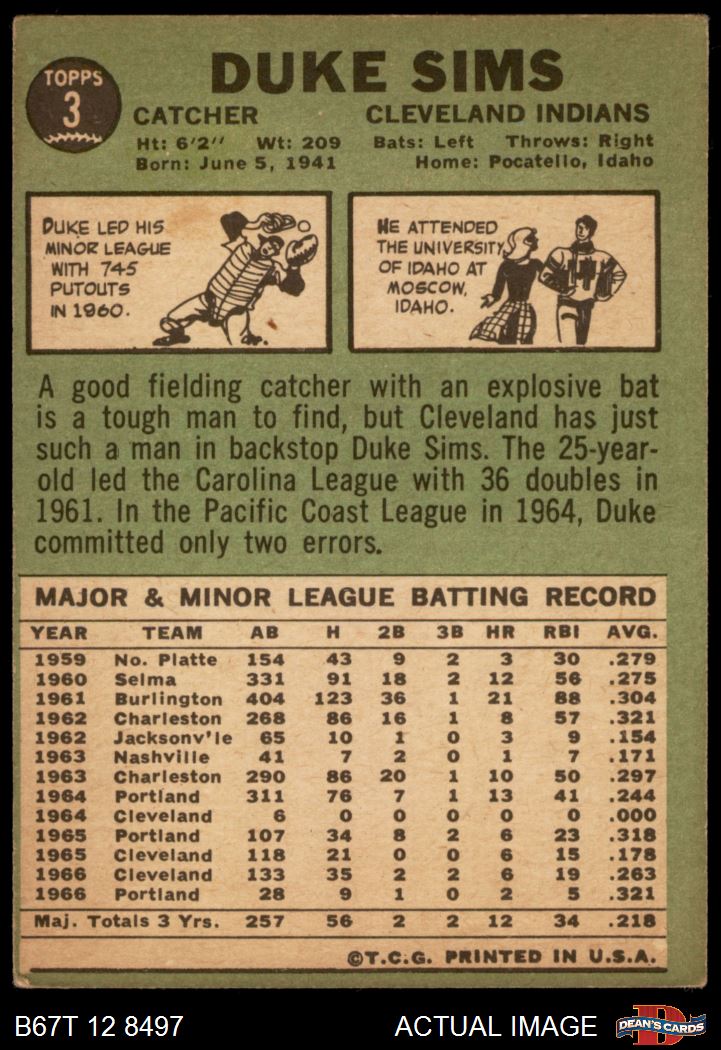 TOPPS
3
DUKE SIMS
CATCHER CLEVELAND INDIANS
Ht: 6'2" Wt: 209 Bats: Left Throws: Right
Born: June 5, 1941 Home: Pocatello, Idaho
DUKE LED HIS
MINOR LEAGUE
WITH 745
PUTOUTS
IN 1960.
HE ATTENDED
THE UNIVERSITY
OF IDAHO AT
MOSCOW,
IDAHO.
A good fielding catcher with an explosive bat
is a tough man to find, but Cleveland has just
such a man in backstop Duke Sims. The 25-year-
old led the Carolina League with 36 doubles in
1961. In the Pacific Coast League in 1964, Duke
committed only two errors.
MAJOR & MINOR LEAGUE BATTING RECORD
YEAR TEAM AB H 2B 3B HR RBI AVG.
1959 No. Platte 154 43 9 2 3 30 .279
1960 Selma 331 91 18 2 12 56 .275
1961 Burlington 404 123 36 1 21 88 .304
1962 Charleston 268 86 16 1 8 57 .321
1962 Jacksonv'le 65 10 1 0 3 9 .154
1963 Nashville 41 7 2 0 1 7 .171
1963 Charleston 290 86 20 1 10 50 .297
1964 Portland 311 76 7 1 13 41 .244
1964 Cleveland 6 0 0 0 0 0 .000
1965 Portland 107 34 8 2 6 23 .318
1965 Cleveland 118 21 0 0 6 15 .178
1966 Cleveland 133 35 2 2 6 19 .263
1966 Portland 28 9 1 0 2 5 .321
Maj. Totals 3 Yrs. 257 56 2 2 12 34 .218
©T.C.G. PRINTED IN U.S.A.
B67T 12 8497 ACTUAL IMAGE
D
DEAN'S CARDS